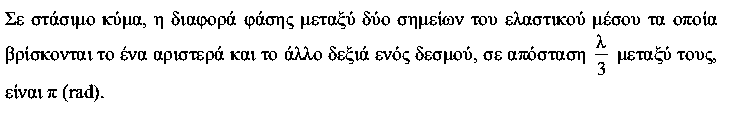 Σε στάσιμο κύμα, η διαφορά φάσης μεταξύ δύο σημείων του ελαστικού μέσου τα οποία
βρίσκονται το ένα αριστερά και το άλλο δεξιά ενός δεσμού, σε απόσταση λ/3 μεταξύ τους,
είναι π (rad).